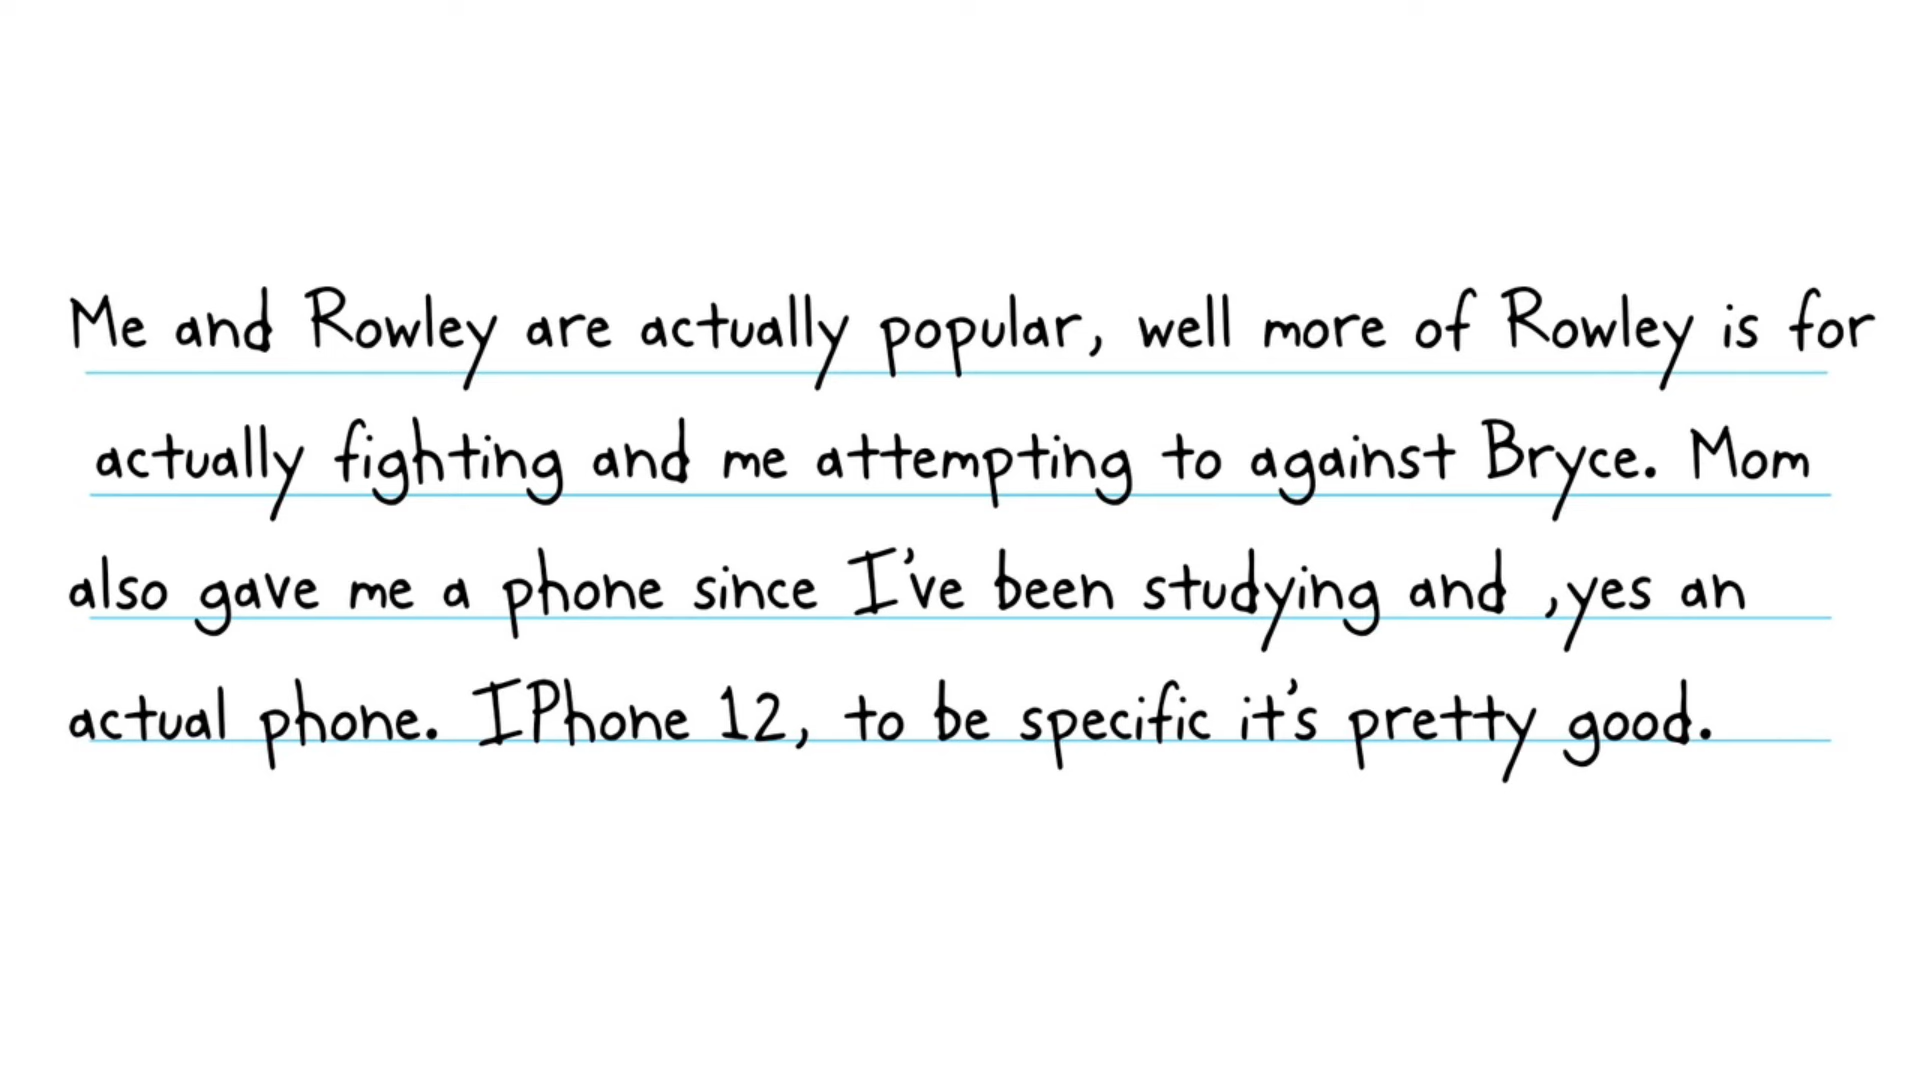 Me and Rowley are actually popular, well more of Rowley is for
actually fighting and me attempting to against Bryce. Mom
also gave me a phone since I've been studying and ,yes an
actual phone. IPhone 12, to be specific it's pretty good.